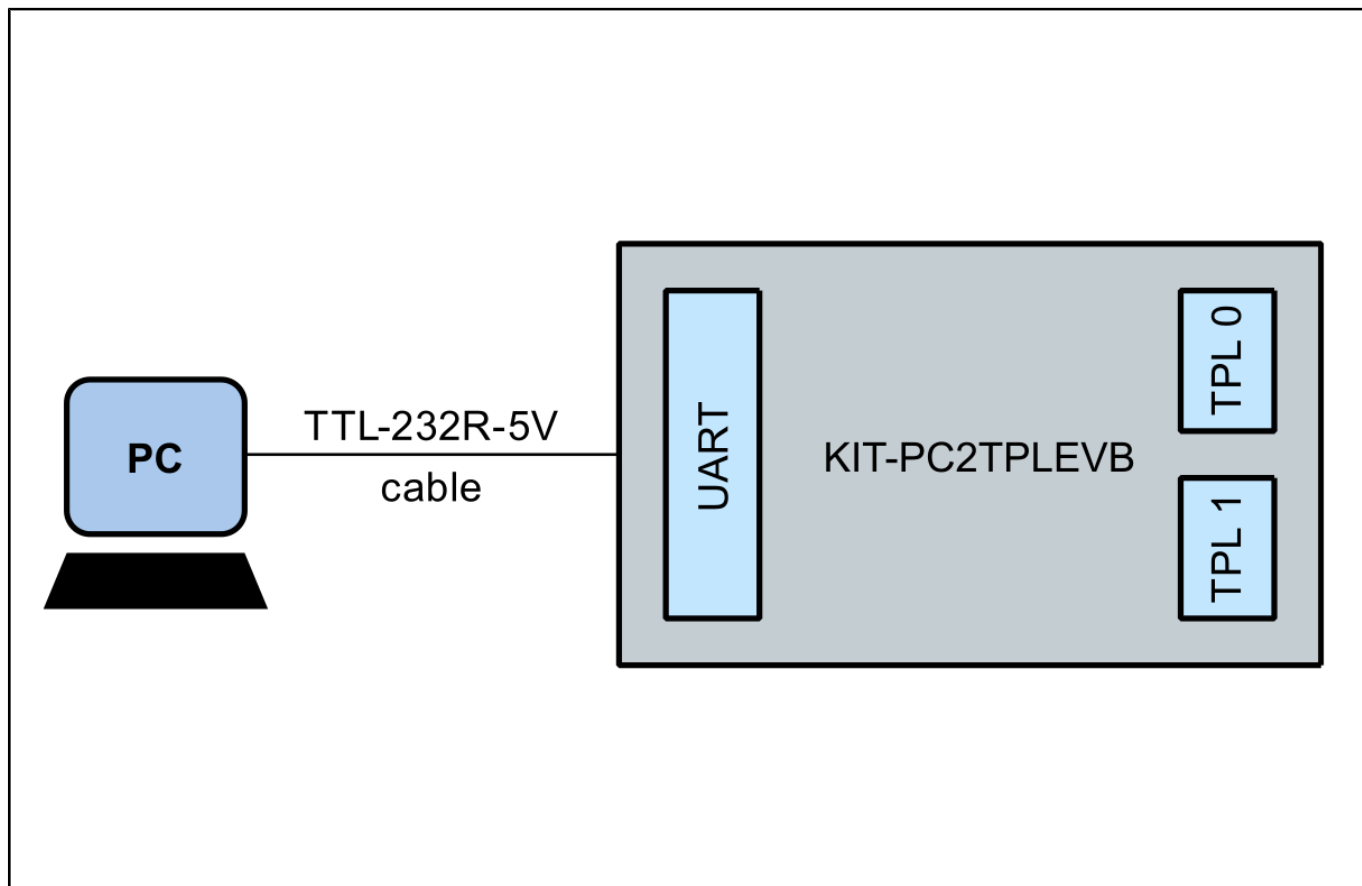 PC
TTL-232R-5V
cable
UART
KIT-PC2TPLEVB
TPL 0
TPL 1